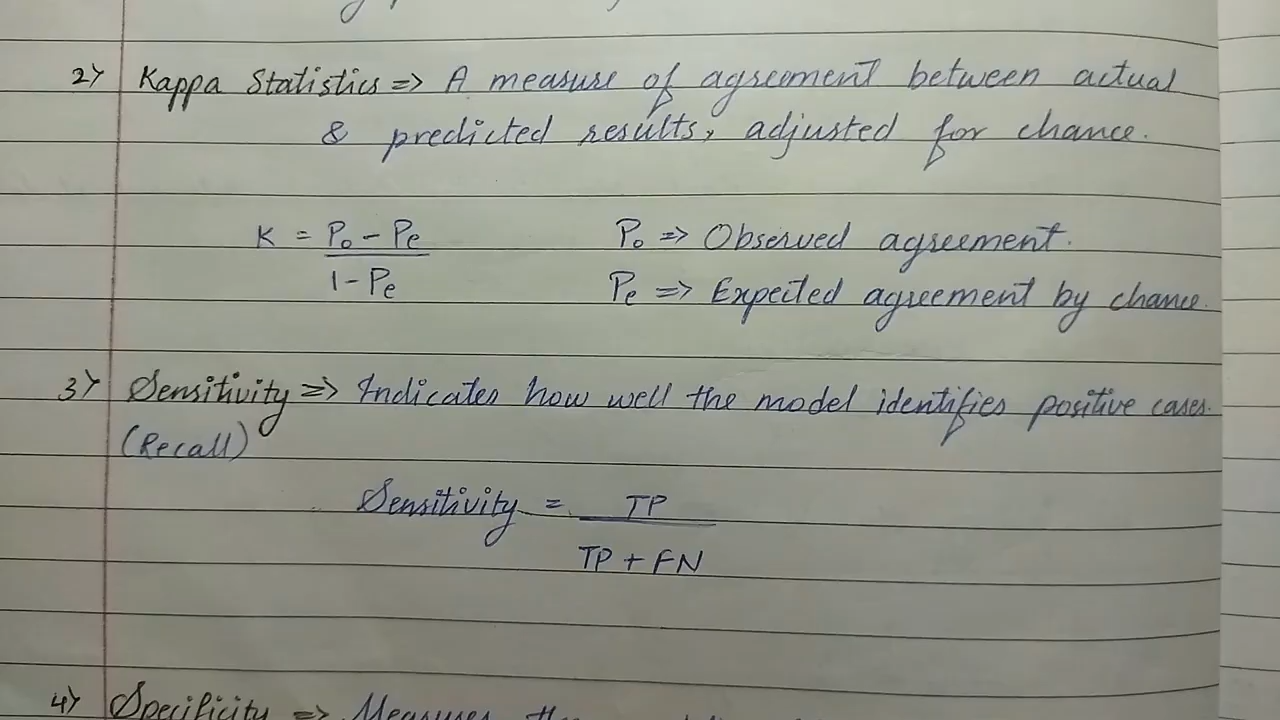 2) Kappa Statistics => A measure of agreement between actual
& predicted results, adjusted for chance.
K = Po - Pe / 1 - Pe
Po => Observed agreement.
Pe => Expected agreement by chance.
3) Sensitivity => Indicates how well the model identifies positive cases.
(Recall)
Sensitivity = TP / TP + FN
4) Specificity => Measures the